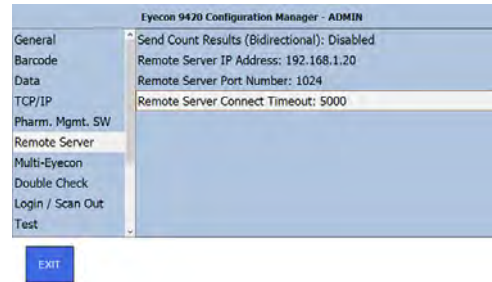 Eyecon 9420 Configuration Manager - ADMIN
General
Barcode
Data
TCP/IP
Pharm. Mgmt. SW
Remote Server
Multi-Eyecon
Double Check
Login / Scan Out
Test
Send Count Results (Bidirectional): Disabled
Remote Server IP Address: 192.168.1.20
Remote Server Port Number: 1024
Remote Server Connect Timeout: 5000
EXIT